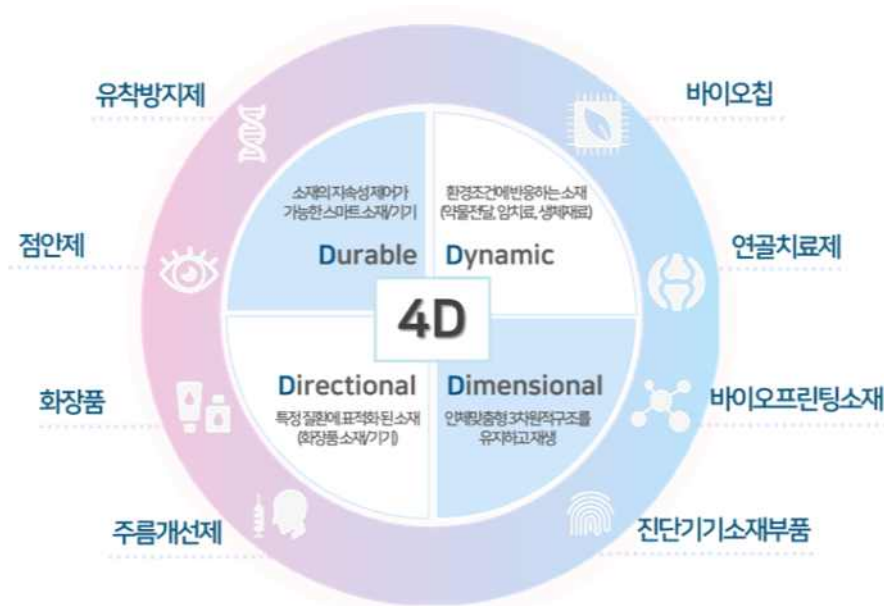 유착방지제
바이오칩
소재의 지속성 제어가
가능한 스마트 소재/기기
Durable
환경조건에 반응하는 소재
(약물전달, 암치료, 생체재료)
Dynamic
점안제
연골치료제
4D
Directional
특정 질환에 표적화 된 소재
(화장품 소재/기기)
Dimensional
인체맞춤형 3차원적구조를
유지하고 재생
화장품
바이오프린팅소재
주름개선제
진단기기소재부품